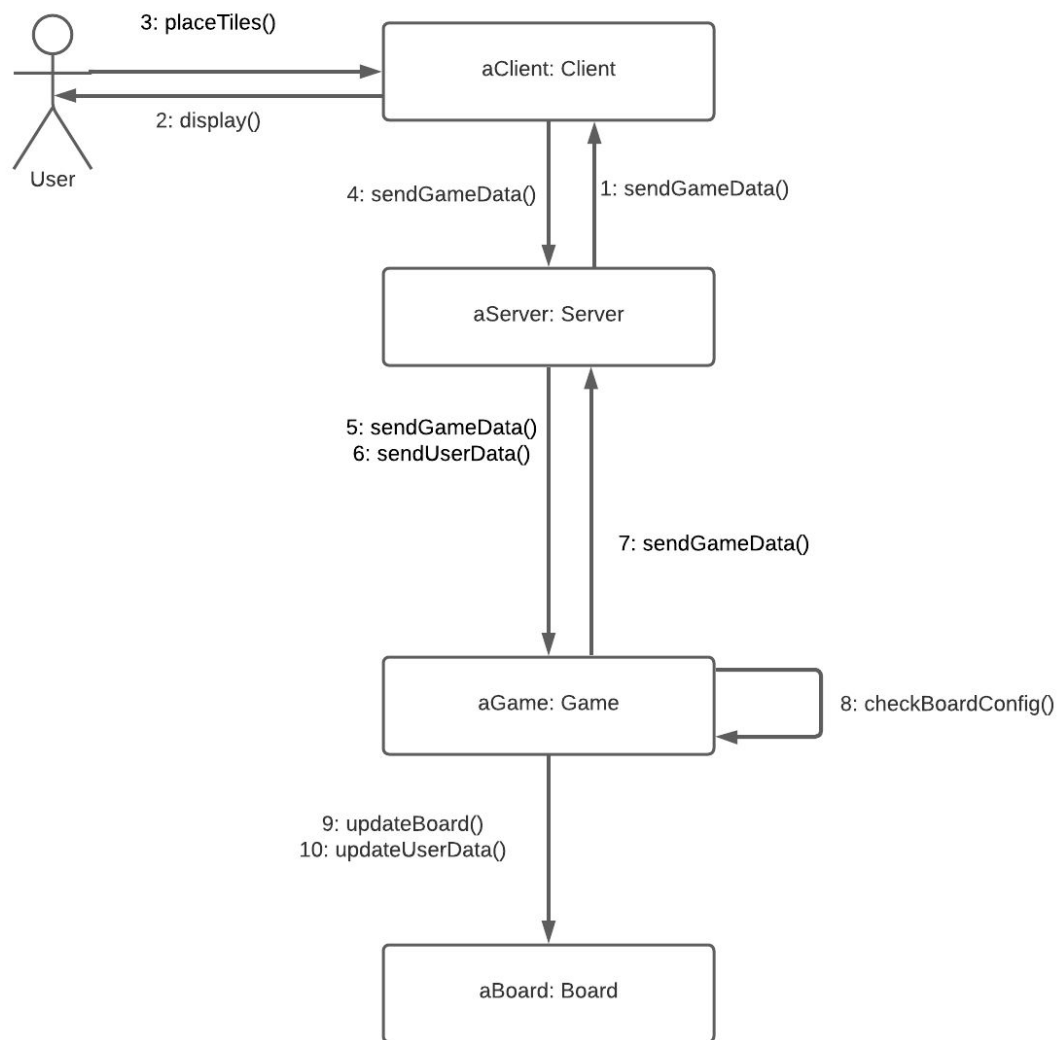 3: placeTiles()
aClient: Client
2: display()
User
4: sendGameData()
1: sendGameData()
aServer: Server
5: sendGameData()
6: sendUserData()
7: sendGameData()
aGame: Game
8: checkBoardConfig()
9: updateBoard()
10: updateUserData()
aBoard: Board